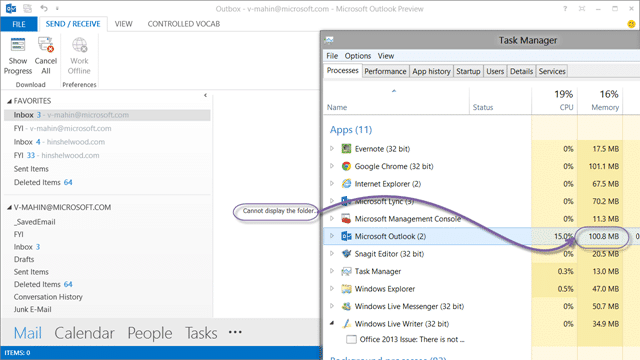 Outbox - v-mahin@microsoft.com - Microsoft Outlook Preview
FILE SEND / RECEIVE VIEW CONTROLLED VOCAB
Show Progress
Cancel All
Work Offline
Download Preferences
FAVORITES
Inbox 3 - v-mahin@microsoft.com
FYI - v-mahin@microsoft.com
Inbox 4 - hinshelwood.com
FYI 33 - hinshelwood.com
Sent Items
Deleted Items 64
V-MAHIN@MICROSOFT.COM
_SavedEmail
FYI
Inbox 3
Drafts
Sent Items
Deleted Items 64
Conversation History
Junk E-mail
Mail Calendar People Tasks •••
ITEMS: 0
Cannot display the folder...
Task Manager
File Options View
Processes Performance App history Startup Users Details Services
19% 16%
Name Status CPU Memory
Apps (11)
Evernote (32 bit) 0% 17.5 MB
Google Chrome (32 bit) 0% 101.1 MB
Internet Explorer (2) 0% 67.5 MB
Microsoft Lync (3) 0% 70.2 MB
Microsoft Management Console 0% 11.3 MB
Microsoft Outlook (2) 15.0% 100.8 MB 0
Snagit Editor (32 bit) 0% 20.5 MB
Task Manager 0.3% 13.0 MB
Windows Explorer 0.5% 47.0 MB
Windows Live Messenger (32 bit) 0% 50.7 MB
Windows Live Writer (32 bit) 0% 34.9 MB
Office 2013 Issue: There is not ...
Background processes (83)